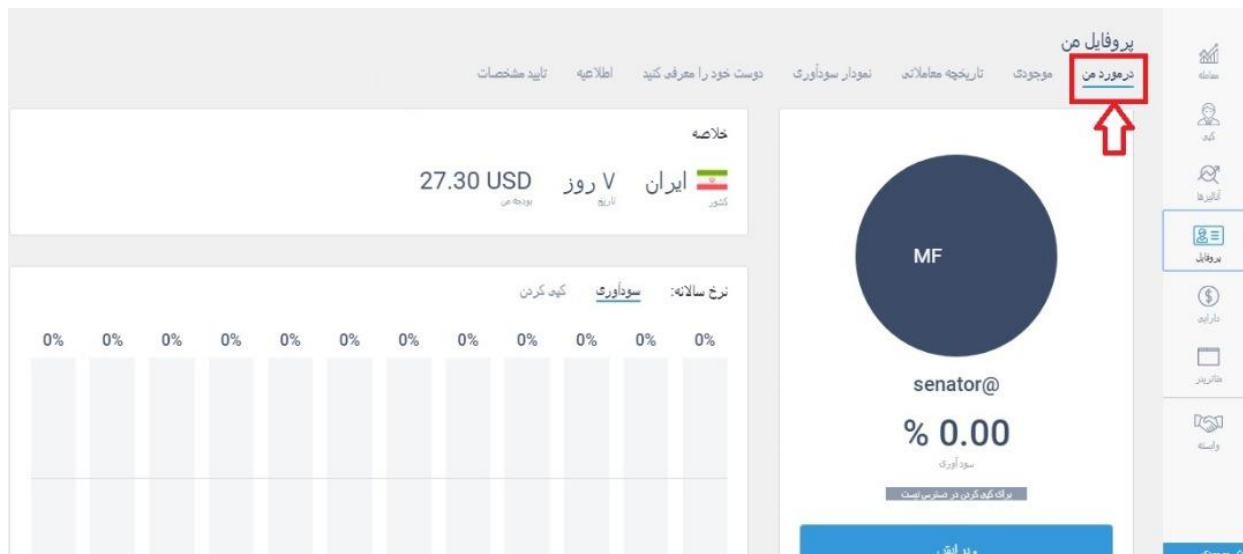 پروفایل من
درمورد من موجودی تاریخچه معاملاتی نمودار سودآوری دوست خود را معرفی کنید اطلاعیه تایید مشخصات
معامله
کپی
آنالیزها
پروفایل
دارایی
متاتریدر
واسته
MF
senator@
% 0.00
سودآوری
برای کپی کردن در دسترس نیست
ویرایش
خلاصه
ایران ۷ روز 27.30 USD
کشور تاریخ بودجه من
نرخ سالانه: سودآوری کپی کردن
0% 0% 0% 0% 0% 0% 0% 0% 0% 0% 0% 0%